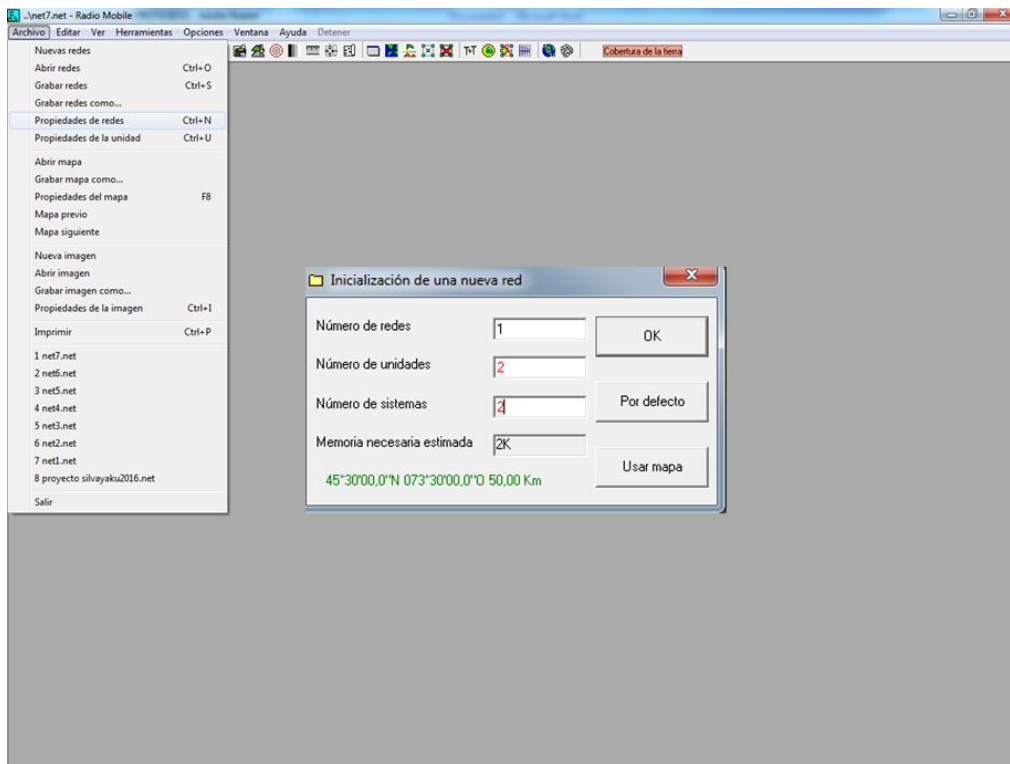 ..\net7.net - Radio Mobile
Archivo Editar Ver Herramientas Opciones Ventana Ayuda Detener
Cobertura de la tierra
Nuevas redes
Abrir redes Ctrl+O
Grabar redes Ctrl+S
Grabar redes como...
Propiedades de redes Ctrl+N
Propiedades de la unidad Ctrl+U
Abrir mapa
Grabar mapa como...
Propiedades del mapa F8
Mapa previo
Mapa siguiente
Nueva imagen
Abrir imagen
Grabar imagen como...
Propiedades de la imagen Ctrl+I
Imprimir Ctrl+P
1 net7.net
2 net6.net
3 net5.net
4 net4.net
5 net3.net
6 net2.net
7 net1.net
8 proyecto silvayaku2016.net
Salir
Inicialización de una nueva red
Número de redes 1
OK
Número de unidades 2
Número de sistemas 2
Por defecto
Memoria necesaria estimada 2K
Usar mapa
45°30'00,0"N 073°30'00,0"O 50,00 Km